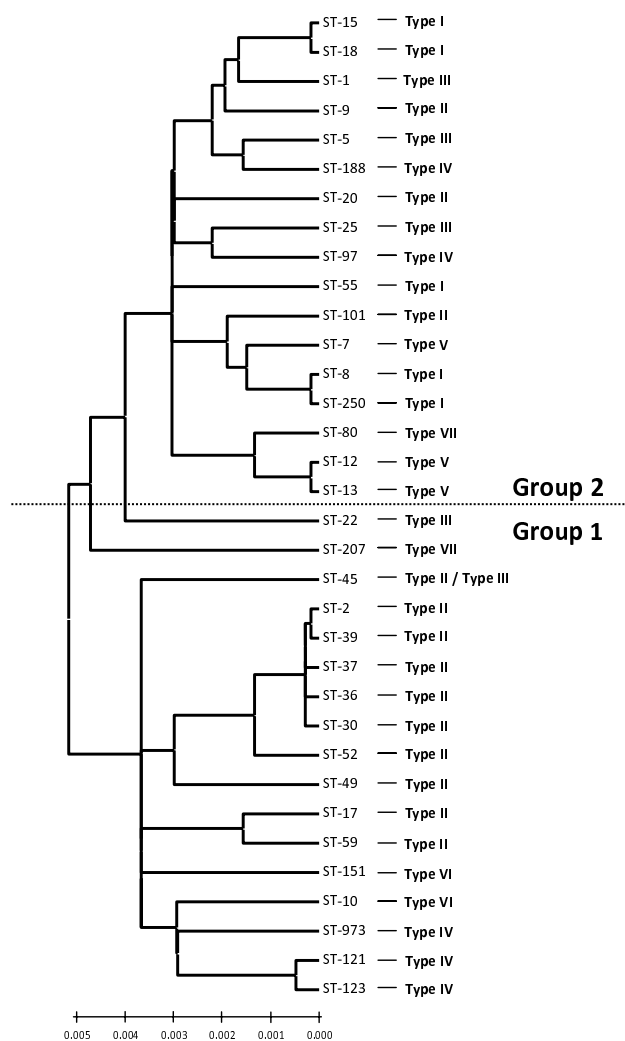 ST-15 — Type I
ST-18 — Type I
ST-1 — Type III
ST-9 — Type II
ST-5 — Type III
ST-188 — Type IV
ST-20 — Type II
ST-25 — Type III
ST-97 — Type IV
ST-55 — Type I
ST-101 — Type II
ST-7 — Type V
ST-8 — Type I
ST-250 — Type I
ST-80 — Type VII
ST-12 — Type V
ST-13 — Type V
Group 2
Group 1
ST-22 — Type III
ST-207 — Type VII
ST-45 — Type II / Type III
ST-2 — Type II
ST-39 — Type II
ST-37 — Type II
ST-36 — Type II
ST-30 — Type II
ST-52 — Type II
ST-49 — Type II
ST-17 — Type II
ST-59 — Type II
ST-151 — Type VI
ST-10 — Type VI
ST-973 — Type IV
ST-121 — Type IV
ST-123 — Type IV
0.005 0.004 0.003 0.002 0.001 0.000